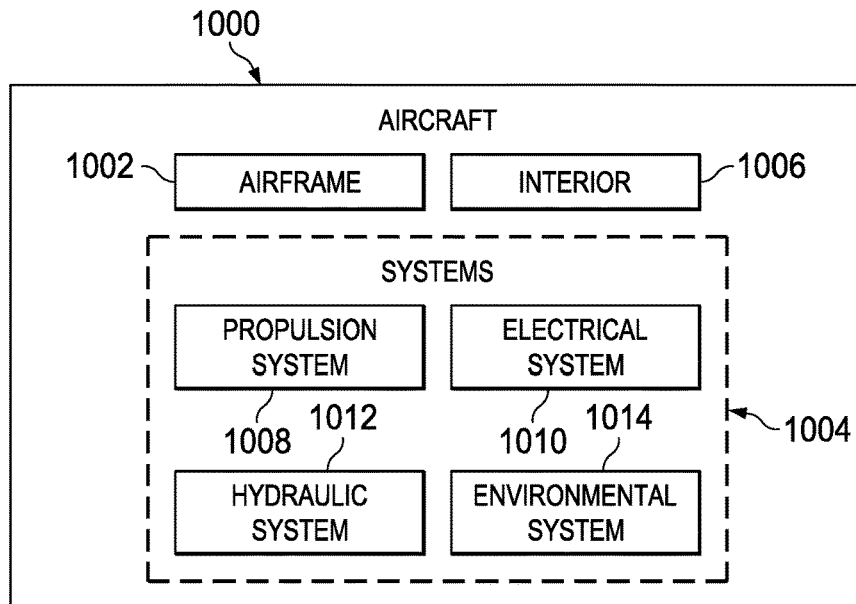 1000
AIRCRAFT
1002
AIRFRAME
INTERIOR
1006
SYSTEMS
PROPULSION
SYSTEM
ELECTRICAL
SYSTEM
1008
1012
1010
1014
1004
HYDRAULIC
SYSTEM
ENVIRONMENTAL
SYSTEM